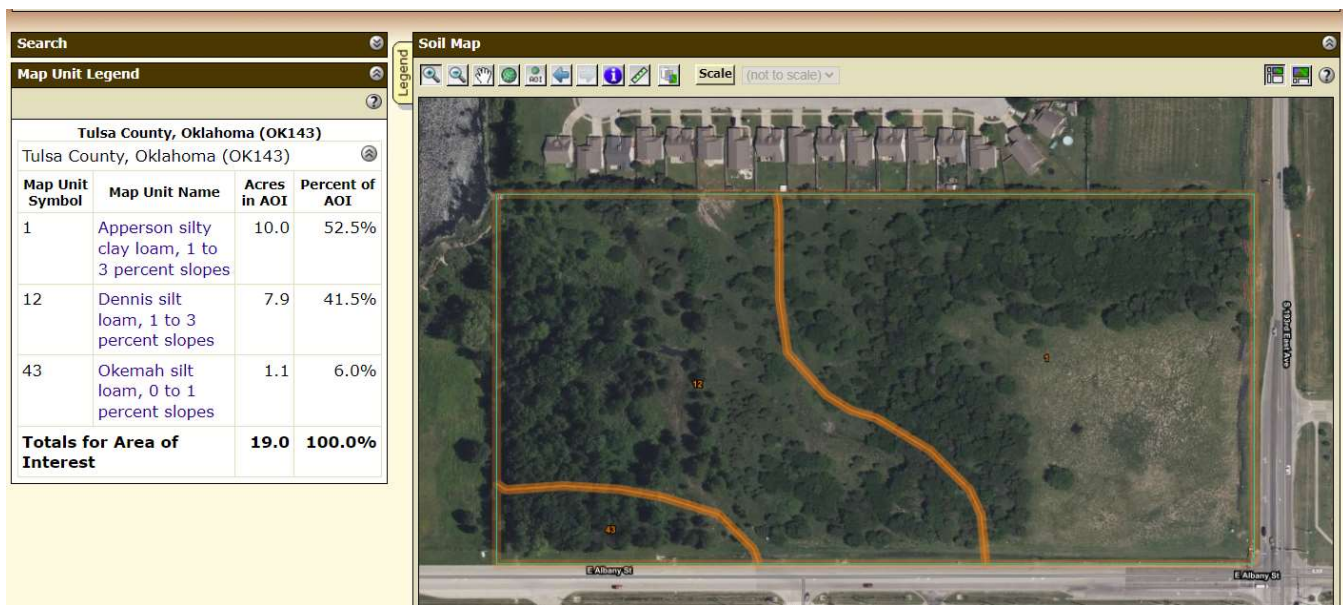 Search
Map Unit Legend
Tulsa County, Oklahoma (OK143)
Tulsa County, Oklahoma (OK143)
Map Unit Symbol Map Unit Name Acres in AOI Percent of AOI
1 Apperson silty clay loam, 1 to 3 percent slopes 10.0 52.5%
12 Dennis silt loam, 1 to 3 percent slopes 7.9 41.5%
43 Okemah silt loam, 0 to 1 percent slopes 1.1 6.0%
Totals for Area of Interest 19.0 100.0%
Legend
Soil Map
AOI
Scale (not to scale)
1
12
43
S 193rd East Ave
E Albany St
E Albany St